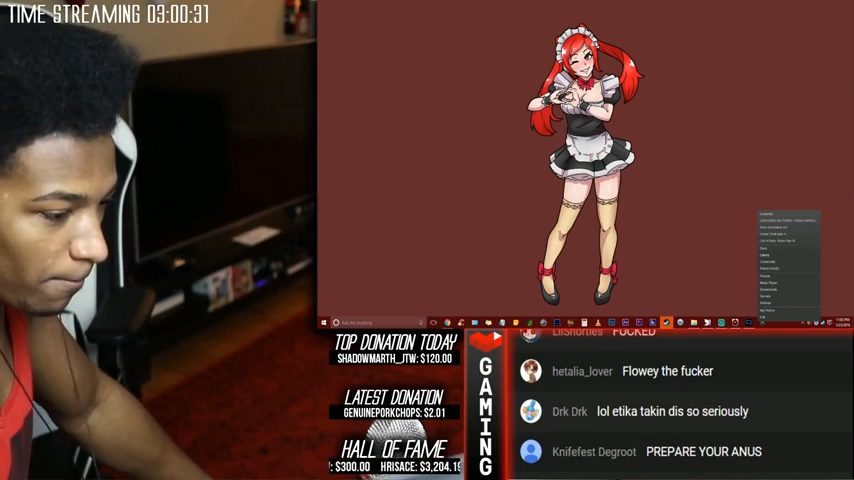 TIME STREAMING 03:00:31
TOP DONATION TODAY
SHADOWMARTH_JTW: $120.00
LATEST DONATION
GENUINEPORKCHOPS: $2.01
HALL OF FAME
: $300.00 HRISACE: $3,204.19
GAMING
LilShorties FUCKED
hetalia_lover Flowey the fucker
Drk Drk lol etika takin dis so seriously
Knifefest Degroot PREPARE YOUR ANUS